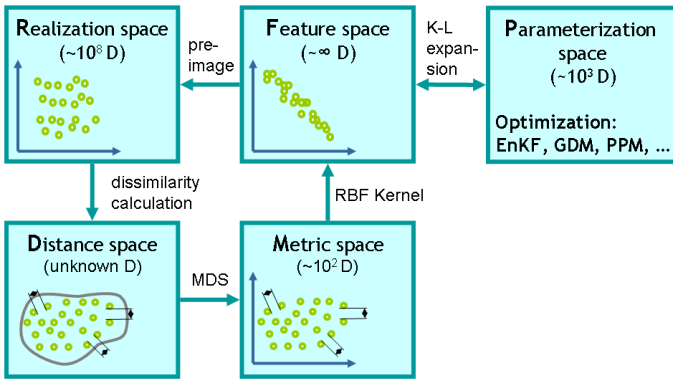 Realization space
(~10⁸ D)
pre-
image
Feature space
(~∞ D)
K-L
expan-
sion
Parameterization
space
(~10³ D)
Optimization:
EnKF, GDM, PPM, ...
dissimilarity
calculation
RBF Kernel
Distance space
(unknown D)
MDS
Metric space
(~10² D)